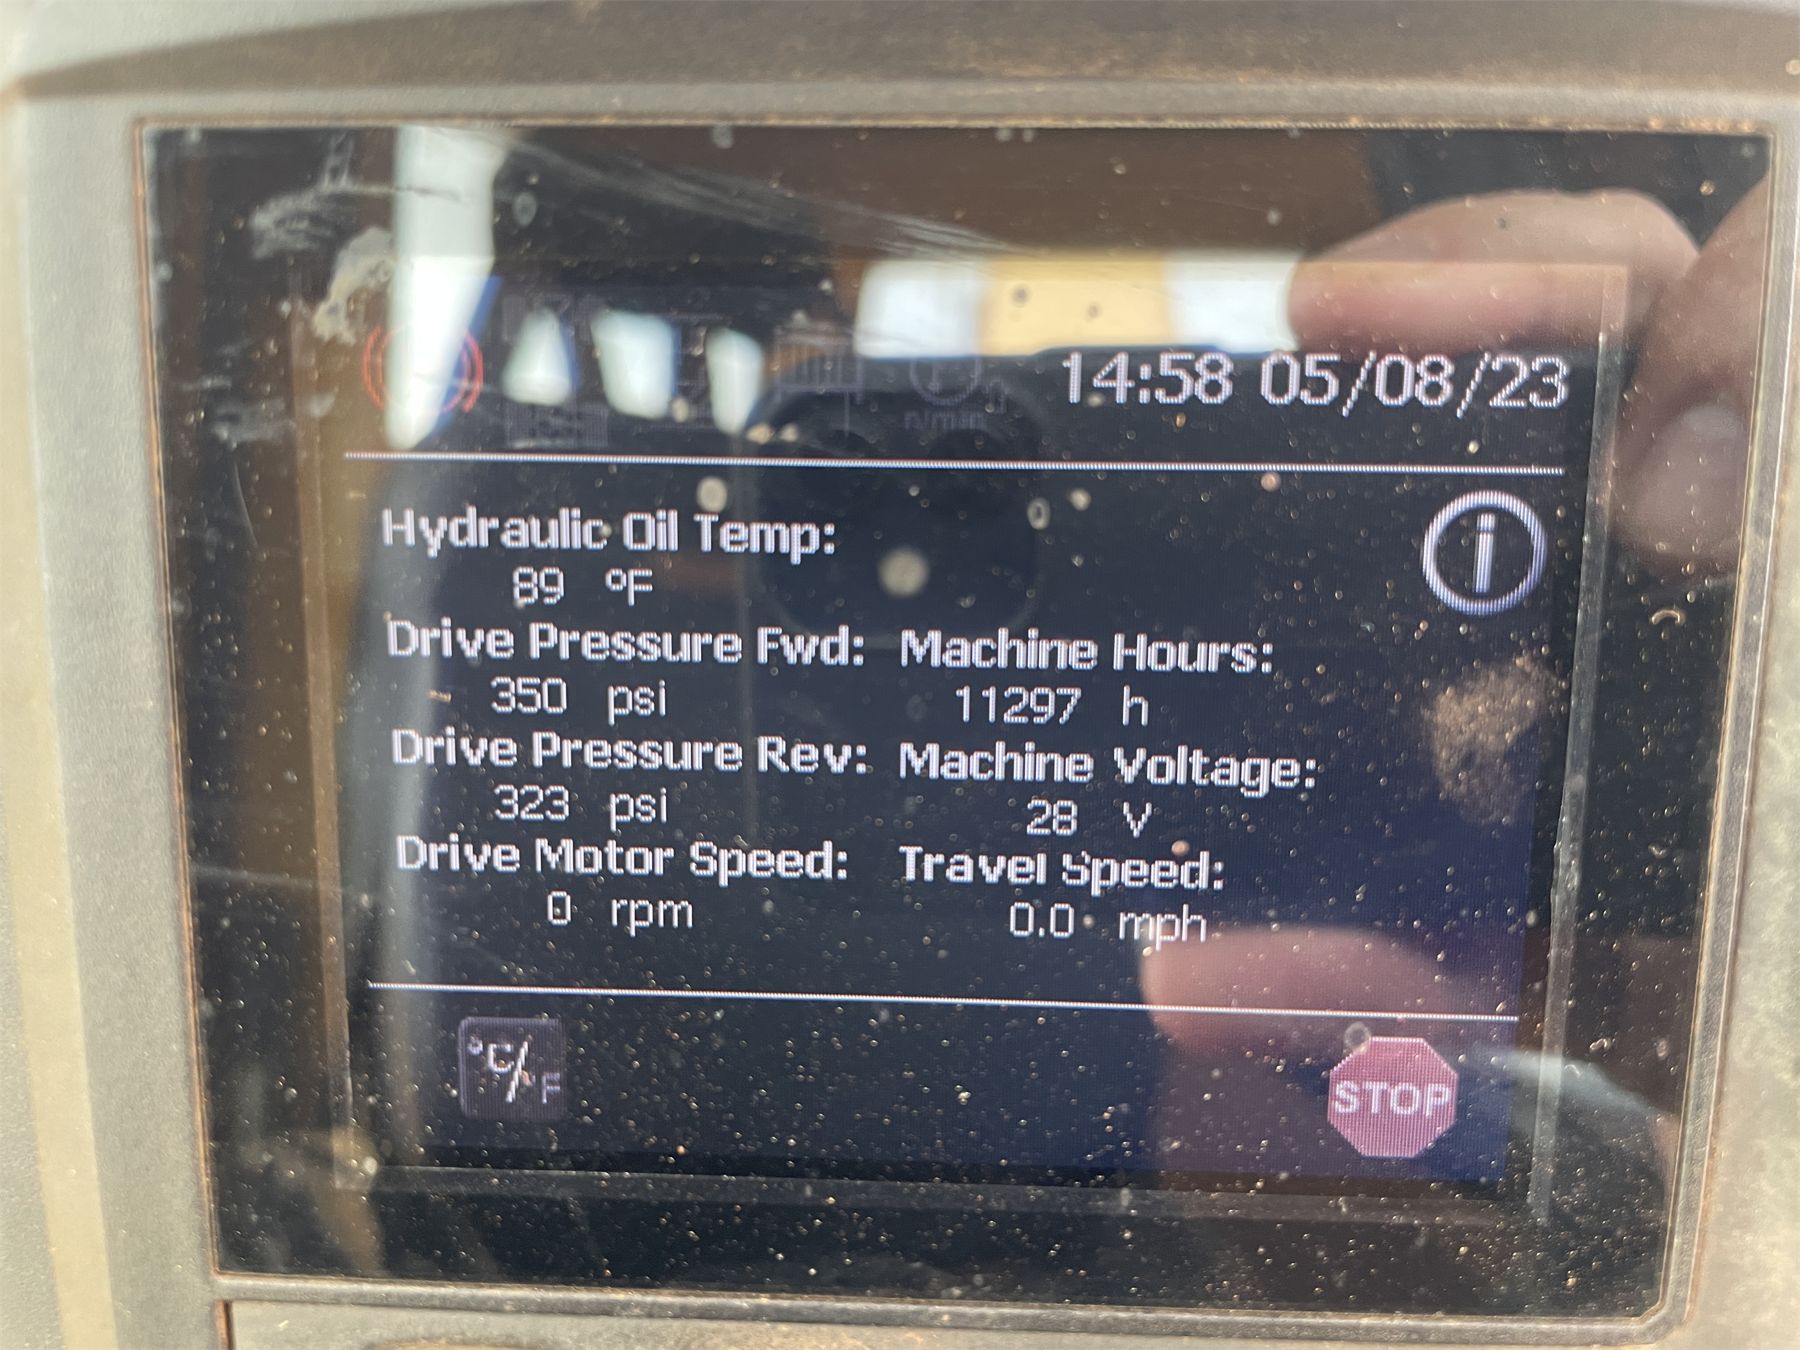 14:58 05/08/23
Hydraulic Oil Temp:
89 °F
Drive Pressure Fwd:
350 psi
Machine Hours:
11297 h
Drive Pressure Rev:
323 psi
Machine Voltage:
28 V
Drive Motor Speed:
0 rpm
Travel Speed:
0.0 mph
°C/°F
STOP
n/min